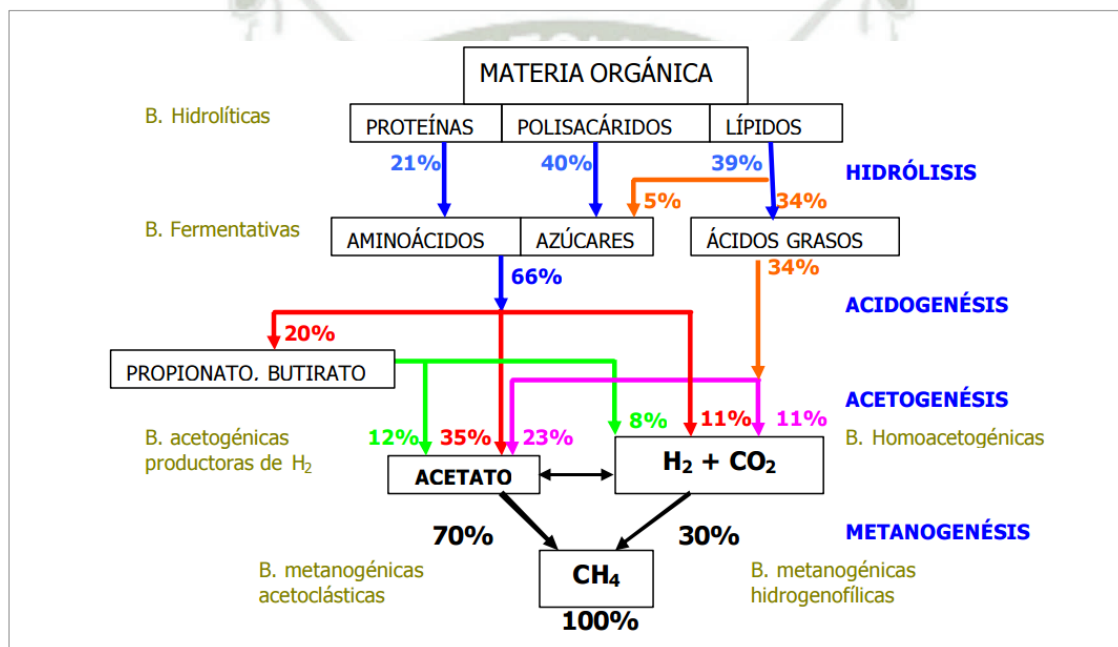 MATERIA ORGÁNICA
B. Hidrolíticas
PROTEÍNAS POLISACÁRIDOS LÍPIDOS
21% 40% 39%
HIDRÓLISIS
5% 34%
B. Fermentativas
AMINOÁCIDOS AZÚCARES ÁCIDOS GRASOS
66% 34%
ACIDOGENÉSIS
20%
PROPIONATO. BUTIRATO
ACETOGENÉSIS
12% 35% 23% 8% 11% 11%
B. acetogénicas
productoras de H₂
B. Homoacetogénicas
ACETATO
H₂ + CO₂
70% 30%
METANOGENÉSIS
B. metanogénicas
acetoclásticas
CH₄
B. metanogénicas
hidrogenofílicas
100%